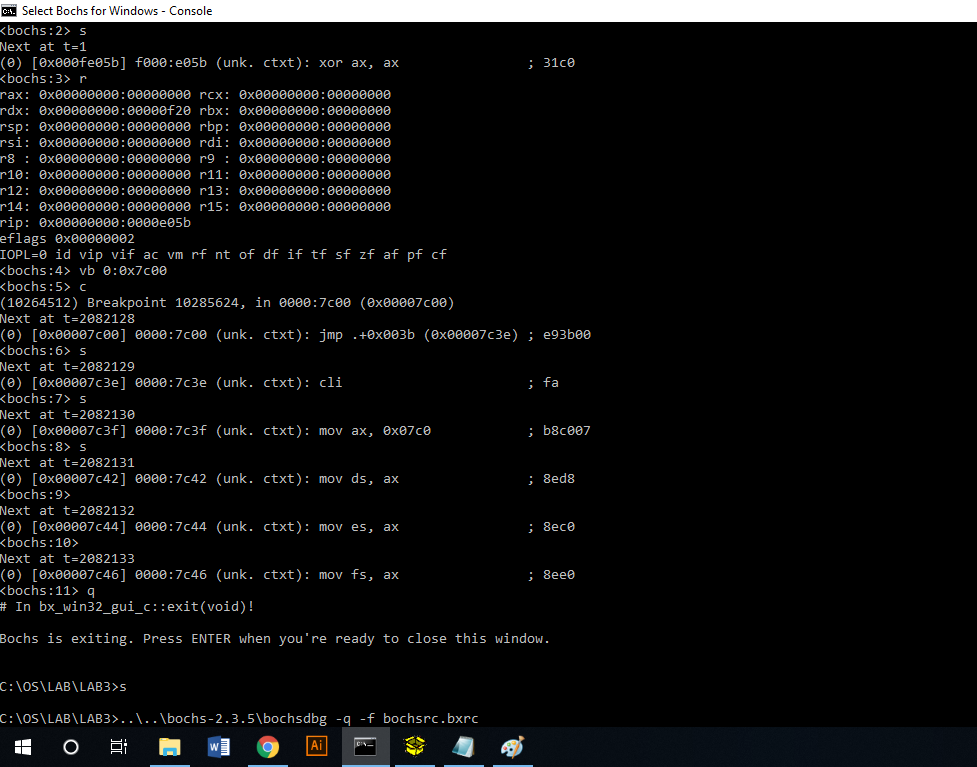 Select Bochs for Windows - Console
<bochs:2> s
Next at t=1
(0) [0x000fe05b] f000:e05b (unk. ctxt): xor ax, ax ; 31c0
<bochs:3> r
rax: 0x00000000:00000000 rcx: 0x00000000:00000000
rdx: 0x00000000:00000f20 rbx: 0x00000000:00000000
rsp: 0x00000000:00000000 rbp: 0x00000000:00000000
rsi: 0x00000000:00000000 rdi: 0x00000000:00000000
r8 : 0x00000000:00000000 r9 : 0x00000000:00000000
r10: 0x00000000:00000000 r11: 0x00000000:00000000
r12: 0x00000000:00000000 r13: 0x00000000:00000000
r14: 0x00000000:00000000 r15: 0x00000000:00000000
rip: 0x00000000:0000e05b
eflags 0x00000002
IOPL=0 id vip vif ac vm rf nt of df if tf sf zf af pf cf
<bochs:4> vb 0:0x7c00
<bochs:5> c
(10264512) Breakpoint 10285624, in 0000:7c00 (0x00007c00)
Next at t=2082128
(0) [0x00007c00] 0000:7c00 (unk. ctxt): jmp .+0x003b (0x00007c3e) ; e93b00
<bochs:6> s
Next at t=2082129
(0) [0x00007c3e] 0000:7c3e (unk. ctxt): cli ; fa
<bochs:7> s
Next at t=2082130
(0) [0x00007c3f] 0000:7c3f (unk. ctxt): mov ax, 0x07c0 ; b8c007
<bochs:8> s
Next at t=2082131
(0) [0x00007c42] 0000:7c42 (unk. ctxt): mov ds, ax ; 8ed8
<bochs:9>
Next at t=2082132
(0) [0x00007c44] 0000:7c44 (unk. ctxt): mov es, ax ; 8ec0
<bochs:10>
Next at t=2082133
(0) [0x00007c46] 0000:7c46 (unk. ctxt): mov fs, ax ; 8ee0
<bochs:11> q
# In bx_win32_gui_c::exit(void)!
Bochs is exiting. Press ENTER when you're ready to close this window.
C:\OS\LAB\LAB3>s
C:\OS\LAB\LAB3>..\..\bochs-2.3.5\bochsdbg -q -f bochsrc.bxrc